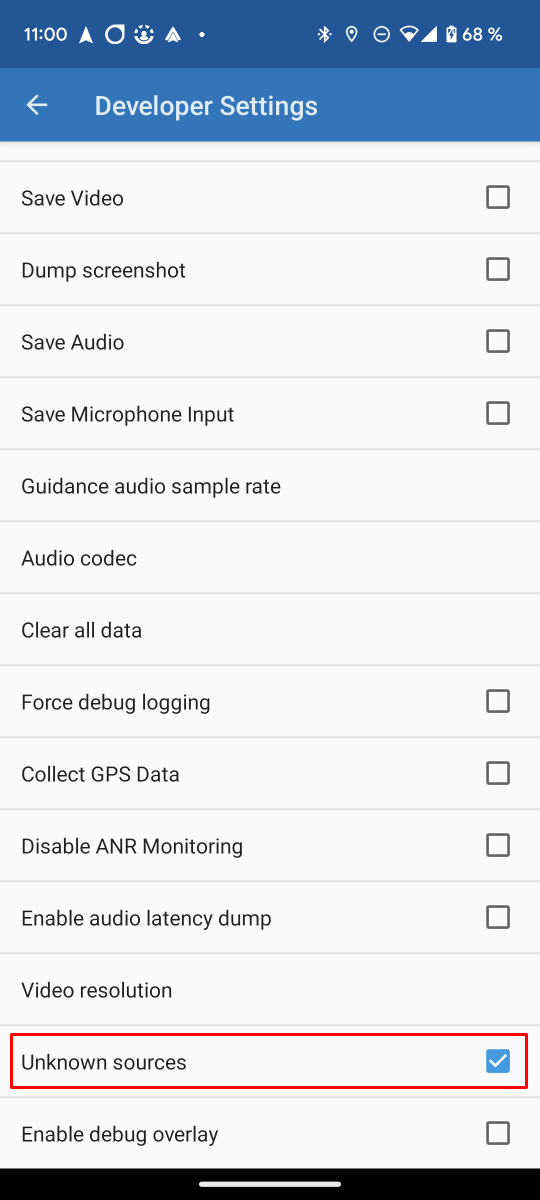 11:00 68 %
Developer Settings
Save Video
Dump screenshot
Save Audio
Save Microphone Input
Guidance audio sample rate
Audio codec
Clear all data
Force debug logging
Collect GPS Data
Disable ANR Monitoring
Enable audio latency dump
Video resolution
Unknown sources
Enable debug overlay